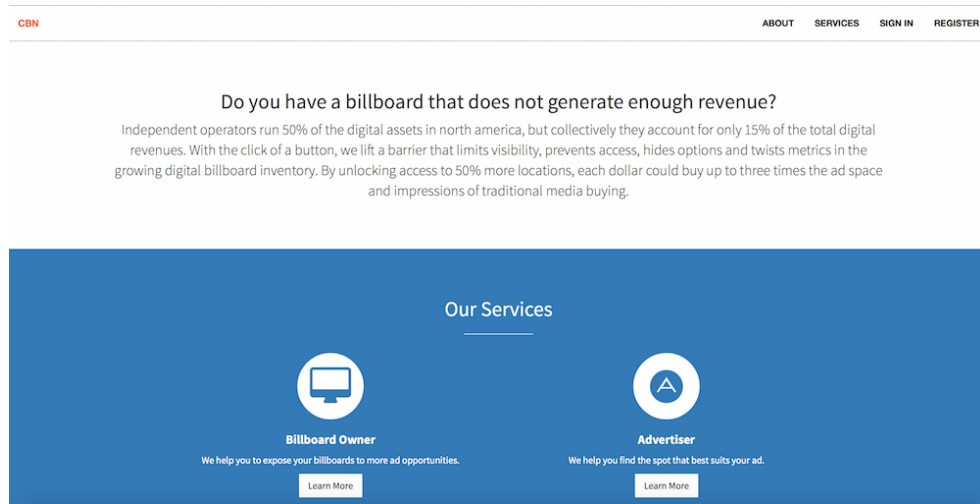 CBN
ABOUT SERVICES SIGN IN REGISTER
Do you have a billboard that does not generate enough revenue?
Independent operators run 50% of the digital assets in north america, but collectively they account for only 15% of the total digital
revenues. With the click of a button, we lift a barrier that limits visibility, prevents access, hides options and twists metrics in the
growing digital billboard inventory. By unlocking access to 50% more locations, each dollar could buy up to three times the ad space
and impressions of traditional media buying.
Our Services
Billboard Owner
We help you to expose your billboards to more ad opportunities.
Learn More
Advertiser
We help you find the spot that best suits your ad.
Learn More